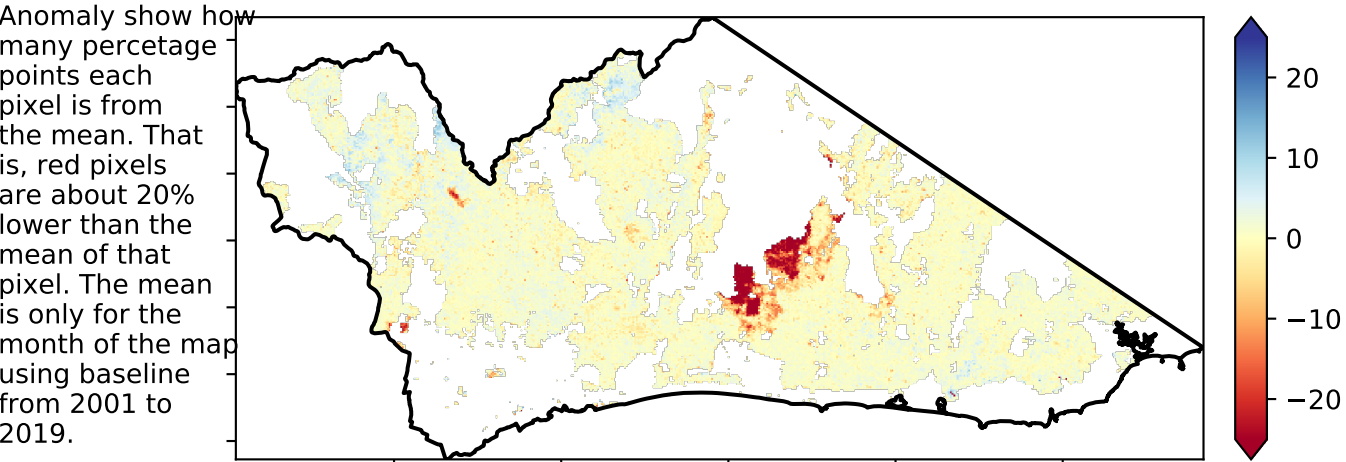 Anomaly show how
many percetage
points each
pixel is from
the mean. That
is, red pixels
are about 20%
lower than the
mean of that
pixel. The mean
is only for the
month of the map
using baseline
from 2001 to
2019.
20
10
0
−10
−20